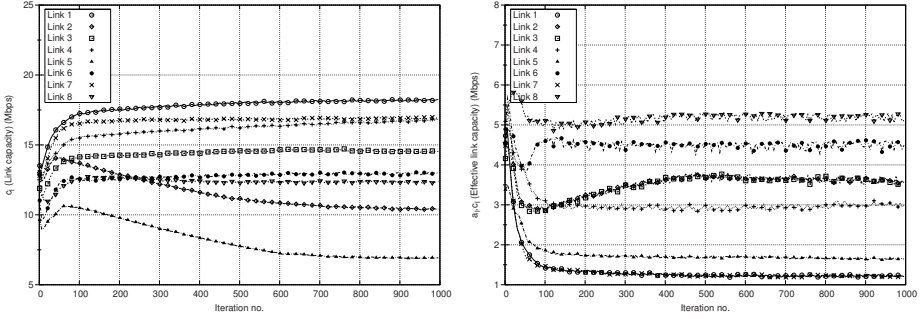 25
20
15
10
5
c_l (Link capacity) (Mbps)
Link 1
Link 2
Link 3
Link 4
Link 5
Link 6
Link 7
Link 8
0 100 200 300 400 500 600 700 800 900 1000
Iteration no.
8
7
6
5
4
3
2
1
a_l.c_l (Effective link capacity) (Mbps)
Link 1
Link 2
Link 3
Link 4
Link 5
Link 6
Link 7
Link 8
0 100 200 300 400 500 600 700 800 900 1000
Iteration no.